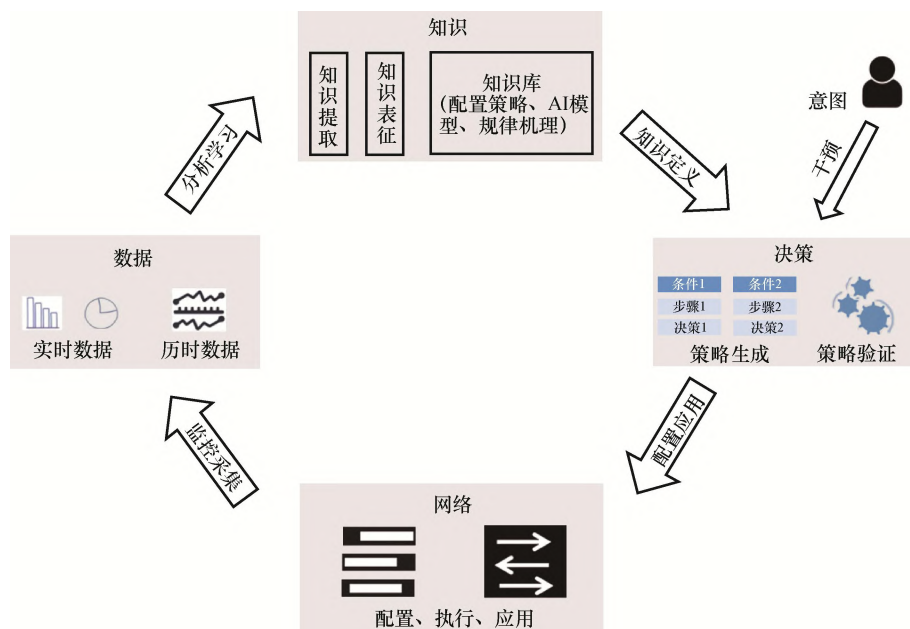 知识
知识提取
知识表征
知识库
(配置策略、AI模
型、规律机理)
意图
干预
知识定义
分析学习
数据
实时数据
历时数据
决策
条件1
条件2
步骤1
步骤2
决策1
决策2
策略生成
策略验证
配置应用
监控采集
网络
配置、执行、应用